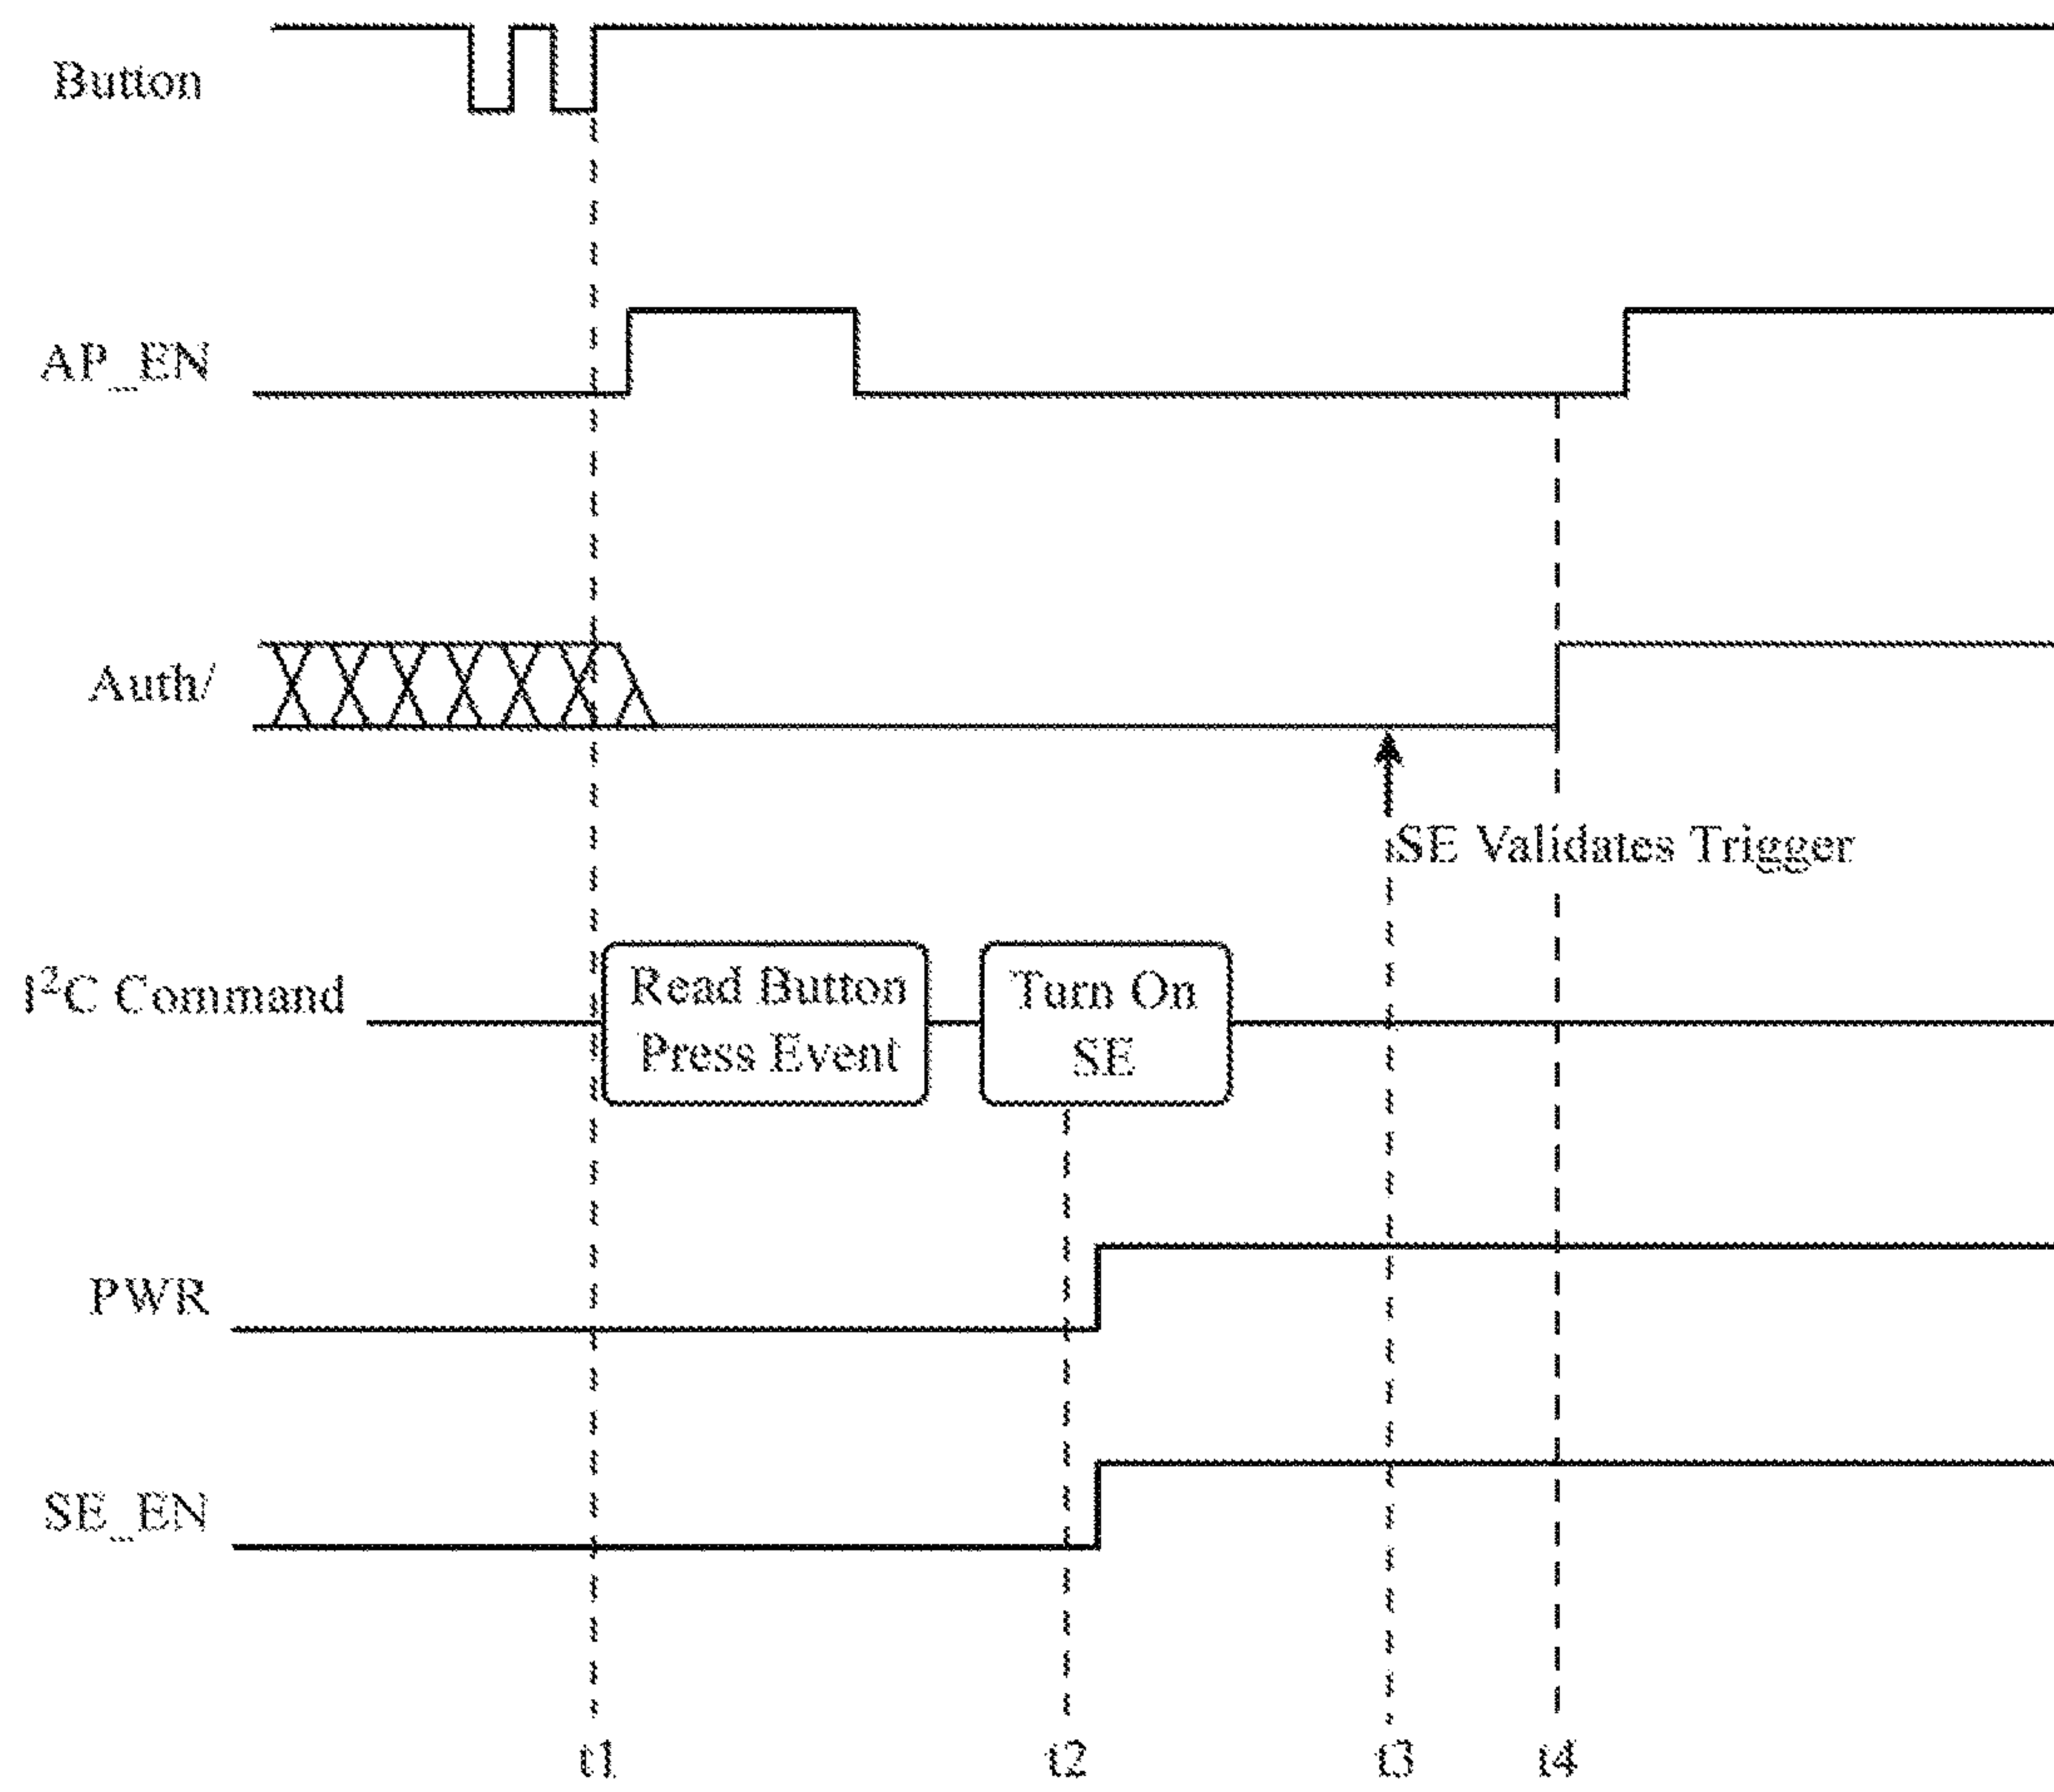 Button
AP_EN
Auth/
SE Validates Trigger
I²C Command
Read Button
Press Event
Turn On
SE
PWR
SE_EN
t1 t2 t3 t4